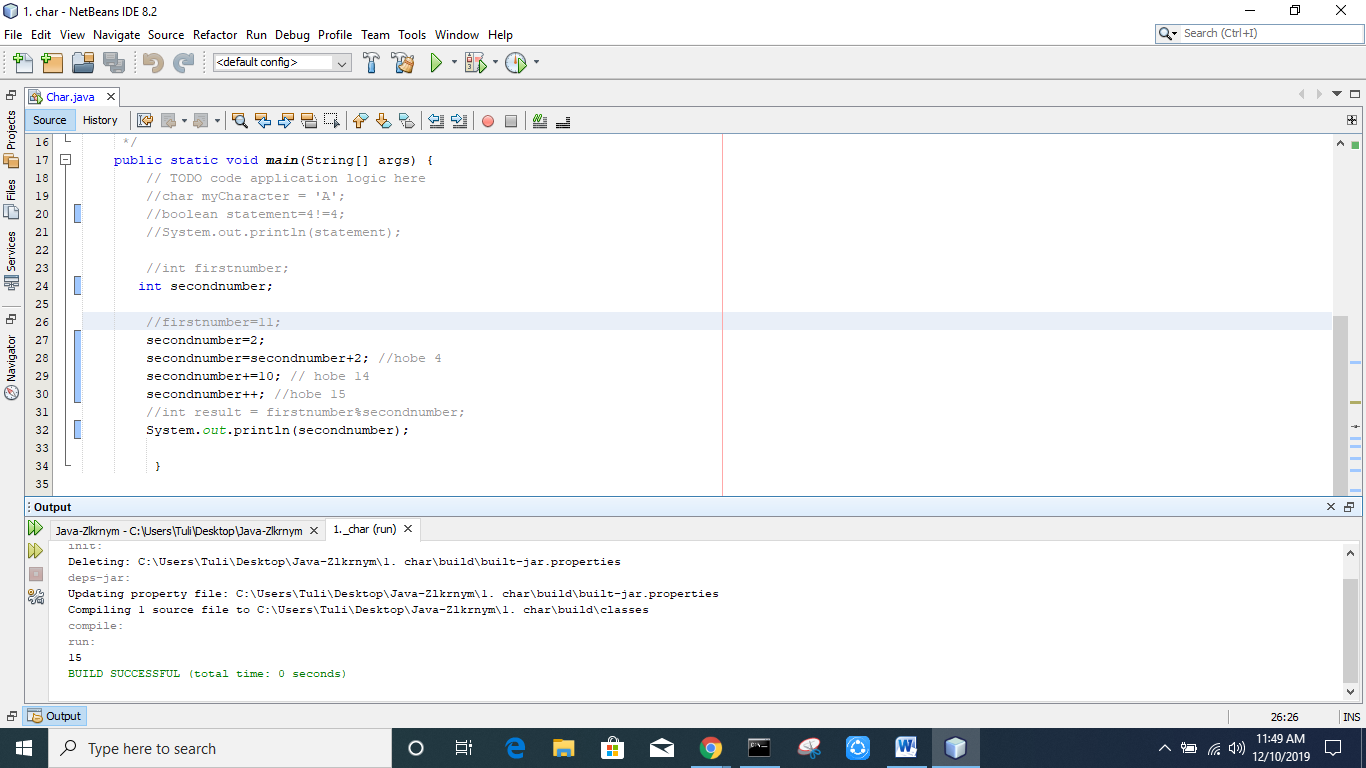 1. char - NetBeans IDE 8.2
File Edit View Navigate Source Refactor Run Debug Profile Team Tools Window Help
Search (Ctrl+I)
<default config>
Char.java
Source History
Projects
Files
Services
Navigator
16 */
17 public static void main(String[] args) {
18 // TODO code application logic here
19 //char myCharacter = 'A';
20 //boolean statement=4!=4;
21 //System.out.println(statement);
22
23 //int firstnumber;
24 int secondnumber;
25
26 //firstnumber=11;
27 secondnumber=2;
28 secondnumber=secondnumber+2; //hobe 4
29 secondnumber+=10; // hobe 14
30 secondnumber++; //hobe 15
31 //int result = firstnumber%secondnumber;
32 System.out.println(secondnumber);
33
34 }
35
Output
Java-Zlkrnym - C:\Users\Tuli\Desktop\Java-Zlkrnym 1._char (run)
init:
Deleting: C:\Users\Tuli\Desktop\Java-Zlkrnym\1. char\build\built-jar.properties
deps-jar:
Updating property file: C:\Users\Tuli\Desktop\Java-Zlkrnym\1. char\build\built-jar.properties
Compiling 1 source file to C:\Users\Tuli\Desktop\Java-Zlkrnym\1. char\build\classes
compile:
run:
15
BUILD SUCCESSFUL (total time: 0 seconds)
Output
26:26 INS
Type here to search
11:49 AM
12/10/2019